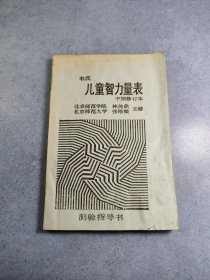 韦氏
儿童智力量表
中国修订本
北京师范学院 林传鼎
北京师范大学 张厚粲 主修
测验指导书